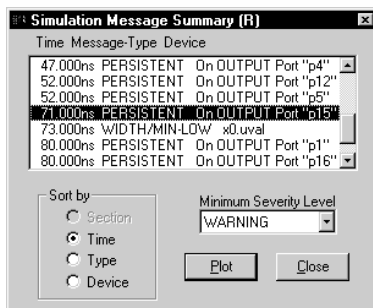 Simulation Message Summary (R)
Time Message-Type Device
47.000ns PERSISTENT On OUTPUT Port "p4"
52.000ns PERSISTENT On OUTPUT Port "p12"
52.000ns PERSISTENT On OUTPUT Port "p5"
71.000ns PERSISTENT On OUTPUT Port "p15"
73.000ns WIDTH/MIN-LOW x0.uval
80.000ns PERSISTENT On OUTPUT Port "p1"
80.000ns PERSISTENT On OUTPUT Port "p16"
Sort by
Section
Time
Type
Device
Minimum Severity Level
WARNING
Plot
Close